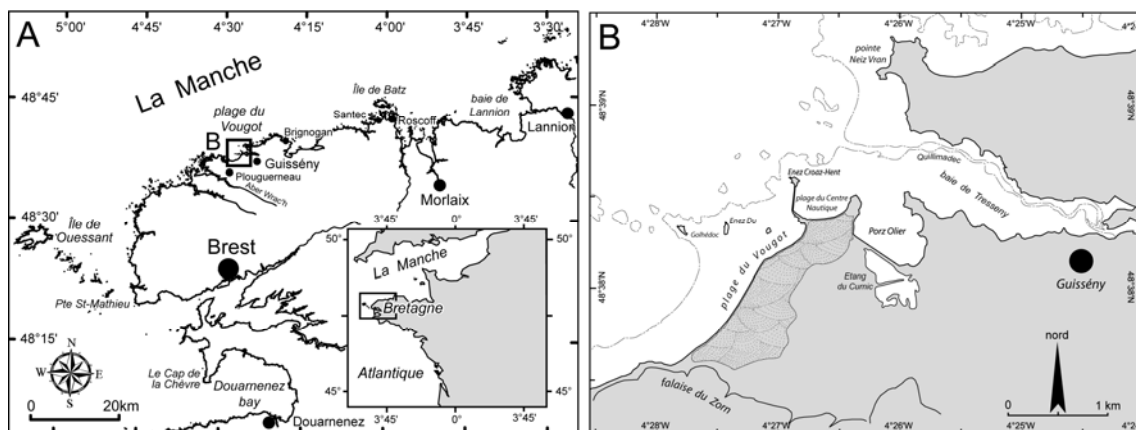 A
5°00'
4°45'
4°30'
4°15'
4°00'
3°45'
3°30'
La Manche
48°45'
plage du
Vougot
Île de Batz
Santec
Roscoff
baie de
Lannion
Lannion
B
Brignogan
Guissény
Plouguerneau
Aber Wrac'h
Morlaix
48°30'
Île de
Ouessant
Brest
Pte St-Mathieu
48°15'
Le Cap de
la Chèvre
Douarnenez
bay
Douarnenez
N
W
E
S
0
20km
3°45'
0°
3°45'
50°
50°
La Manche
Bretagne
Atlantique
45°
45°
3°45'
0°
3°45'
B
4°28'
4°27'
4°26'
4°25'
4°24'
pointe
Neiz Vran
48°39'N
48°39'N
Quillimadec
baie de Tresseny
Enez Croaz-Hent
plage du Centre
Nautique
Enez Du
Golhédoc
Porz Olier
plage du Vougot
Etang
du Curnic
Guissény
48°38'N
48°38'N
falaise du Zorn
nord
0
1 km
4°28'
4°27'
4°26'
4°25'
4°24'